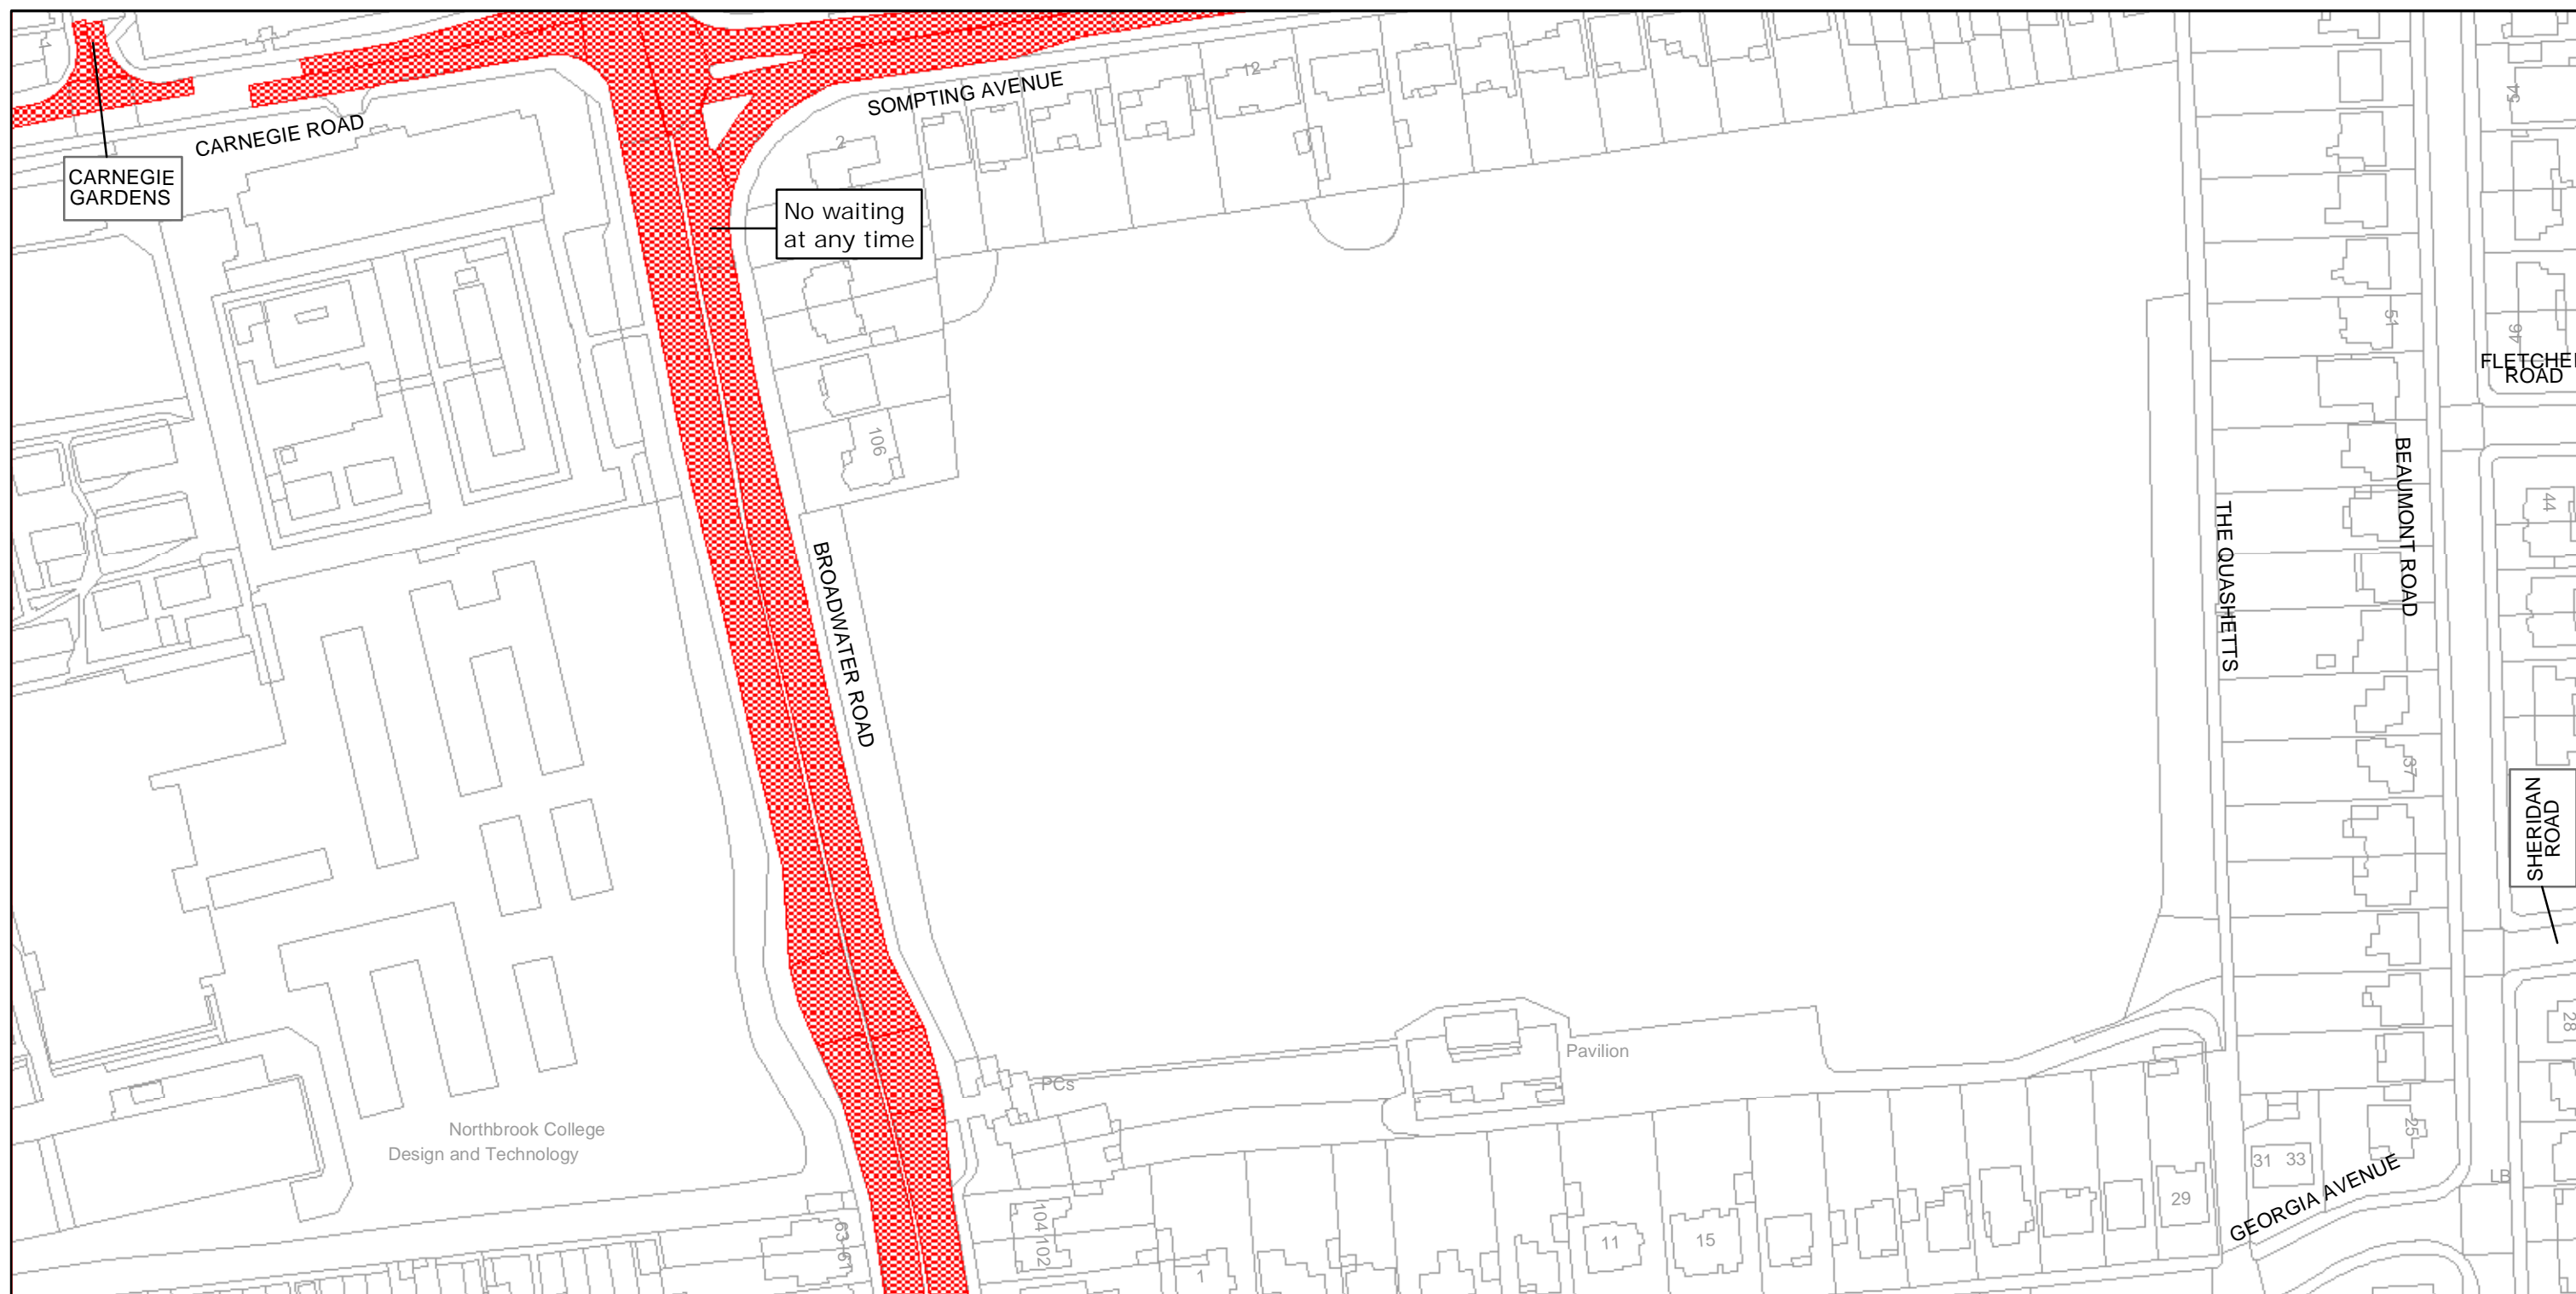 SOMPTING AVENUE
12
2
CARNEGIE ROAD
CARNEGIE
GARDENS
No waiting
at any time
54
51
46
FLETCHE
ROAD
106
44
BEAUMONT ROAD
THE QUASHETTS
BROADWATER ROAD
37
SHERIDAN
ROAD
28
Pavilion
PCs
Northbrook College
Design and Technology
25
31 33
LB
GEORGIA AVENUE
29
104
102
11
15
1